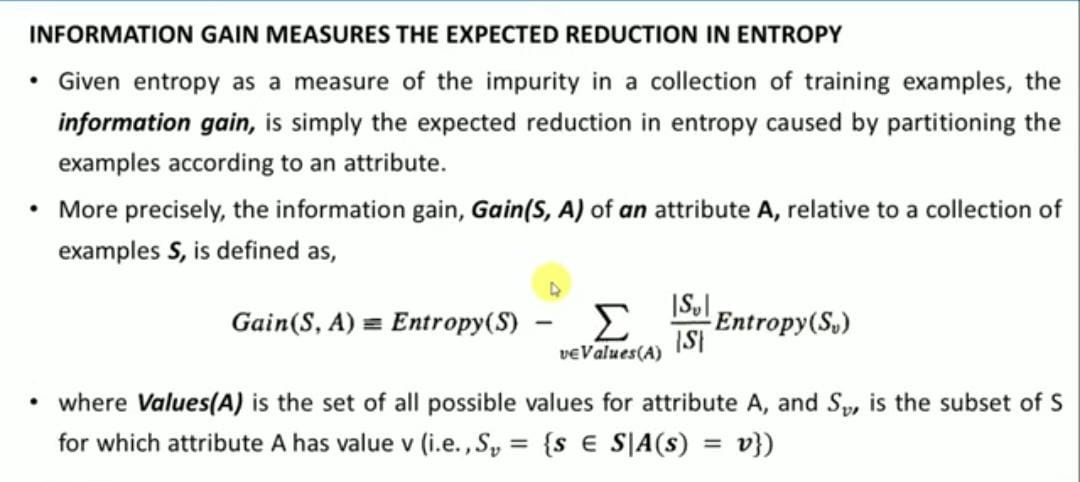 INFORMATION GAIN MEASURES THE EXPECTED REDUCTION IN ENTROPY
• Given entropy as a measure of the impurity in a collection of training examples, the
information gain, is simply the expected reduction in entropy caused by partitioning the
examples according to an attribute.
• More precisely, the information gain, Gain(S, A) of an attribute A, relative to a collection of
examples S, is defined as,
Gain(S, A) ≡ Entropy(S) − ∑ v∈Values(A) |Sᵥ|/|S| Entropy(Sᵥ)
• where Values(A) is the set of all possible values for attribute A, and Sᵥ, is the subset of S
for which attribute A has value v (i.e., Sᵥ = {s ∈ S|A(s) = v})